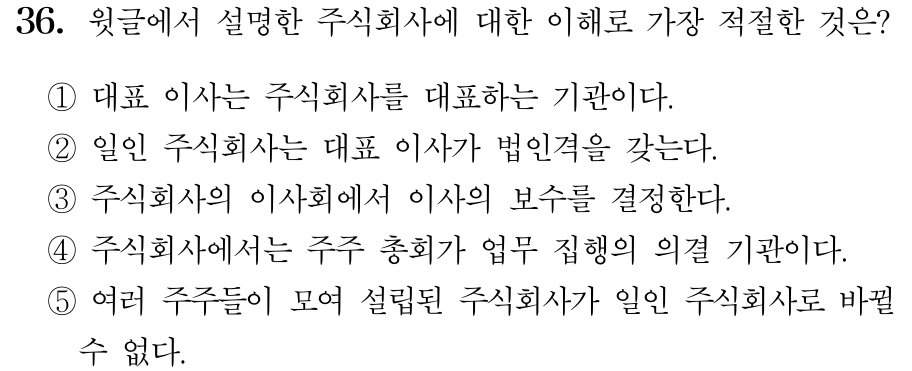 36. 윗글에서 설명한 주식회사에 대한 이해로 가장 적절한 것은?
① 대표 이사는 주식회사를 대표하는 기관이다.
② 일인 주식회사는 대표 이사가 법인격을 갖는다.
③ 주식회사의 이사회에서 이사의 보수를 결정한다.
④ 주식회사에서는 주주 총회가 업무 집행의 의결 기관이다.
⑤ 여러 주주들이 모여 설립된 주식회사가 일인 주식회사로 바뀔
수 없다.